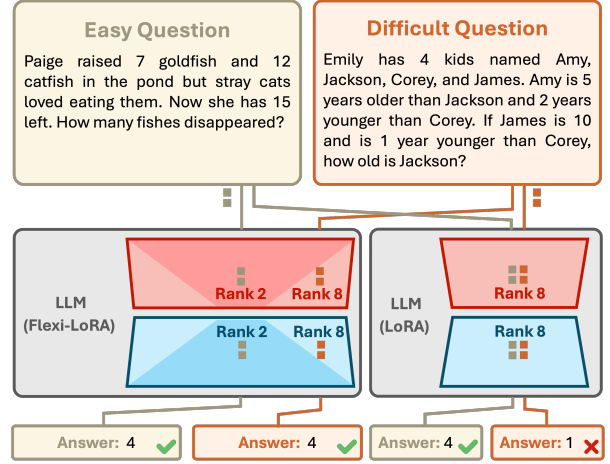 Easy Question
Paige raised 7 goldfish and 12
catfish in the pond but stray cats
loved eating them. Now she has 15
left. How many fishes disappeared?
Difficult Question
Emily has 4 kids named Amy,
Jackson, Corey, and James. Amy is 5
years older than Jackson and 2 years
younger than Corey. If James is 10
and is 1 year younger than Corey,
how old is Jackson?
LLM
(Flexi-LoRA)
Rank 2
Rank 8
Rank 2
Rank 8
LLM
(LoRA)
Rank 8
Rank 8
Answer: 4
Answer: 4
Answer: 4
Answer: 1